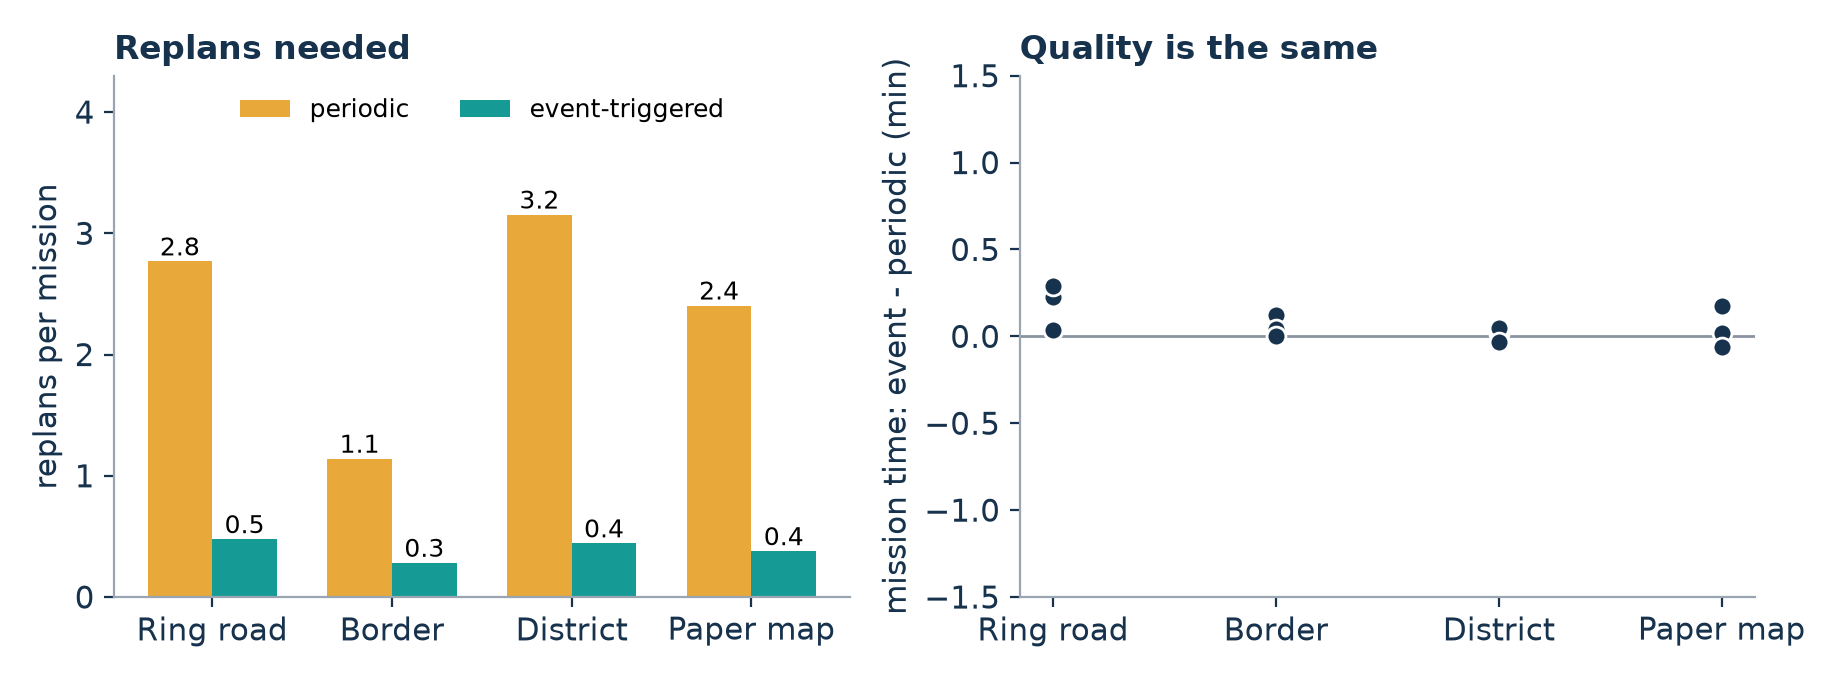 Replans needed
periodic
event-triggered
replans per mission
4
3
2
1
0
2.8
0.5
1.1
0.3
3.2
0.4
2.4
0.4
Ring road
Border
District
Paper map
Quality is the same
mission time: event - periodic (min)
1.5
1.0
0.5
0.0
−0.5
−1.0
−1.5
Ring road
Border
District
Paper map